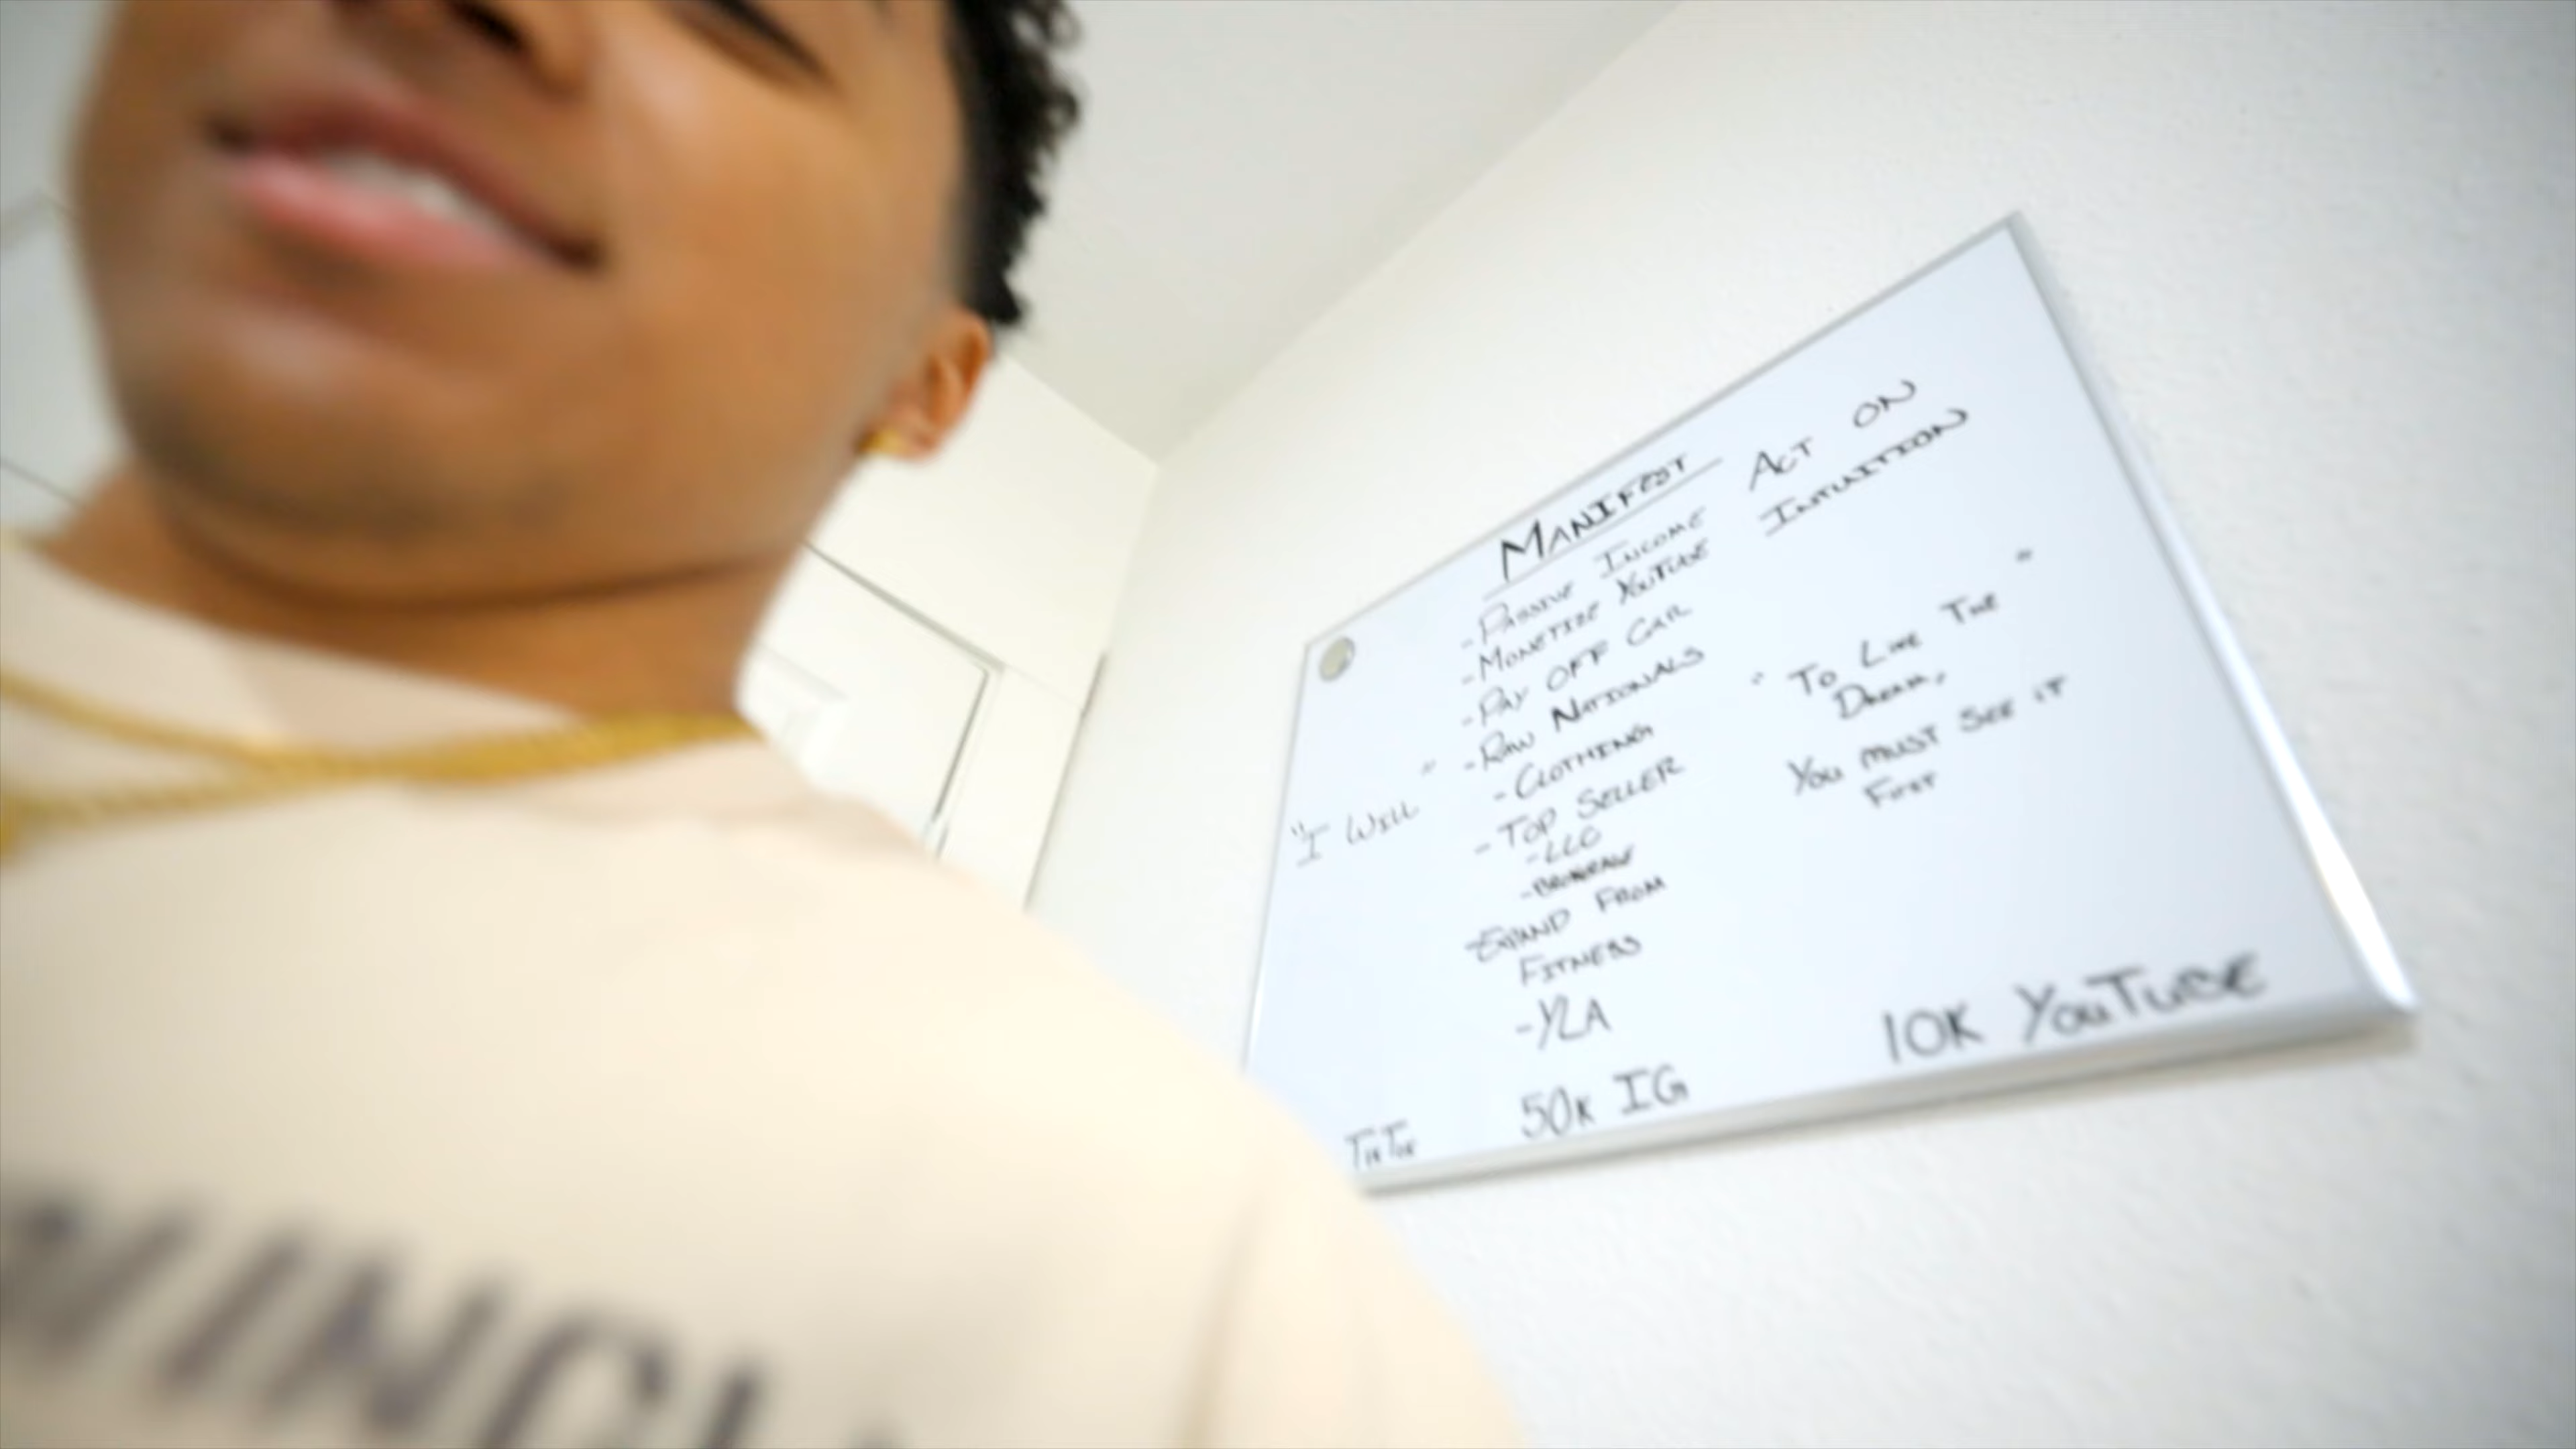 MANIFEST
- PASSIVE INCOME
- MONETIZE YOUTUBE
- PAY OFF CAR
- RAW NATIONALS
- CLOTHING
- TOP SELLER
- LLC
- BROKERAGE
- EXPAND FROM
FITNESS
- YLA
"I WILL"
ACT ON
INTUITION
"TO LIVE THE
DREAM,
YOU MUST SEE IT
FIRST"
TIKTOK
50K IG
10K YOUTUBE